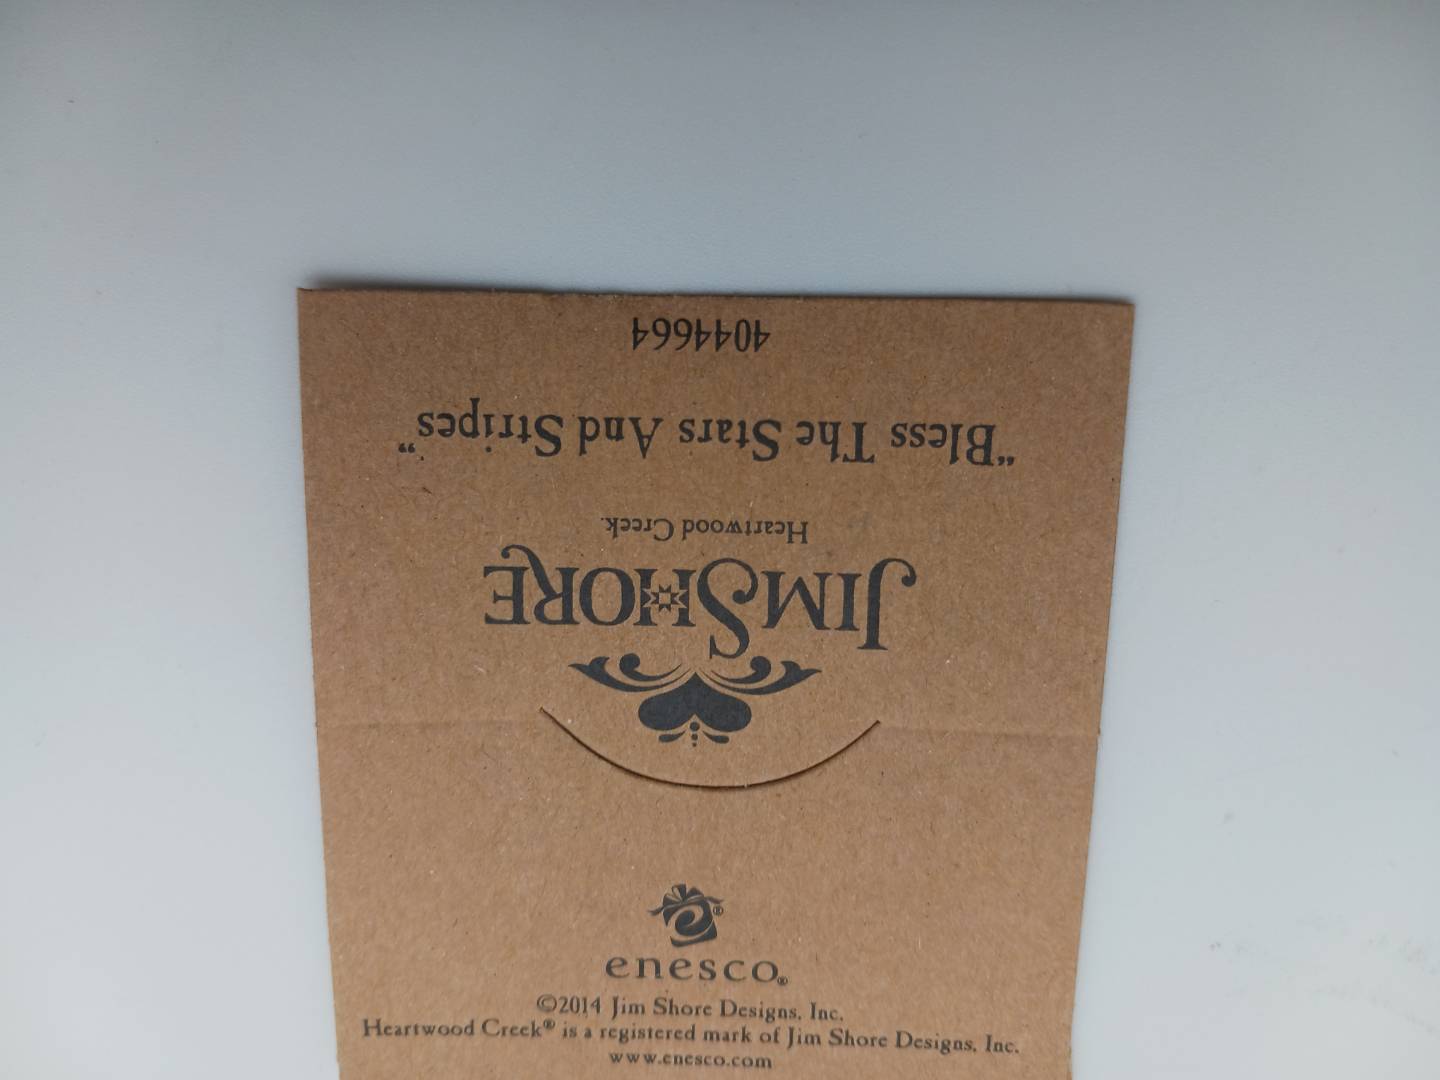 JIM SHORE
Heartwood Creek.
"Bless The Stars And Stripes"
4044664
enesco®
©2014 Jim Shore Designs, Inc.
Heartwood Creek® is a registered mark of Jim Shore Designs, Inc.
www.enesco.com